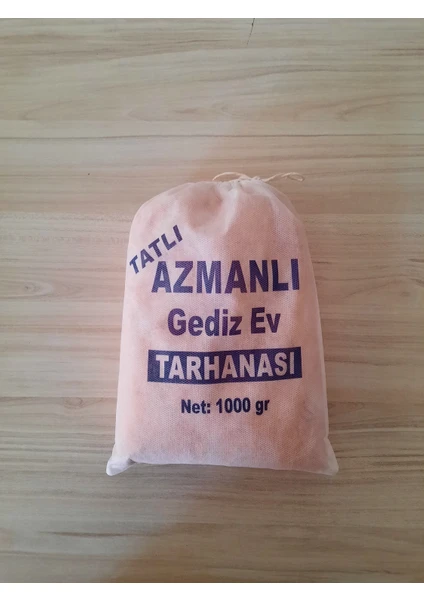 TATLI
AZMANLI
Gediz Ev
TARHANASI
Net: 1000 gr